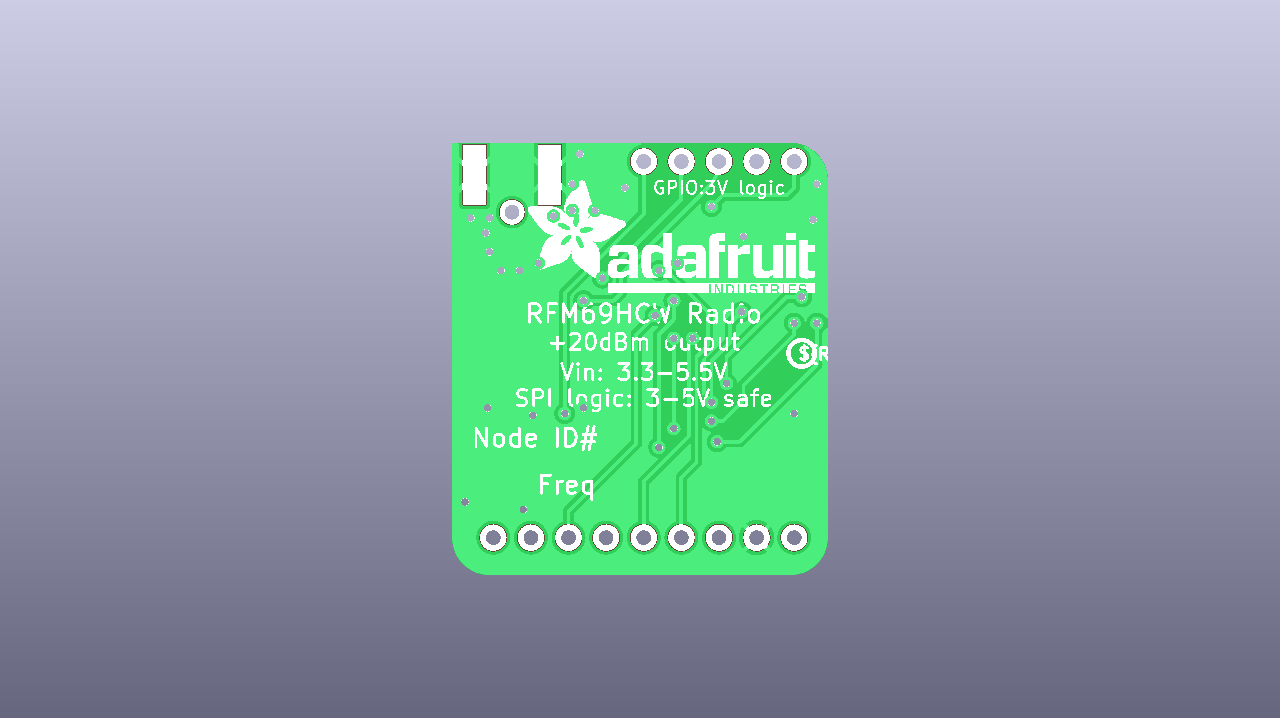 GPIO:3V logic
adafruit
INDUSTRIES
RFM69HCW Radio
+20dBm output
Vin: 3.3-5.5V
$R
SPI logic: 3-5V safe
Node ID#
Freq